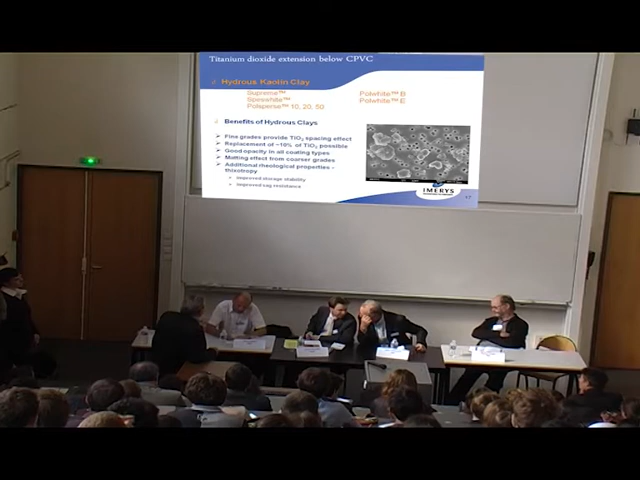 Titanium dioxide extension below CPVC
✓ Hydrous Kaolin Clay
Supreme™
Speswhite™
Polsperse™ 10, 20, 50
Polwhite™ B
Polwhite™ E
✓ Benefits of Hydrous Clays
➤ Fine grades provide TiO2 spacing effect
➤ Replacement of ~10% of TiO2 possible
➤ Good opacity in all coating types
➤ Matting effect from coarser grades
➤ Additional rheological properties –
thixotropy
➤ Improved storage stability
➤ Improved sag resistance
IMERYS
17